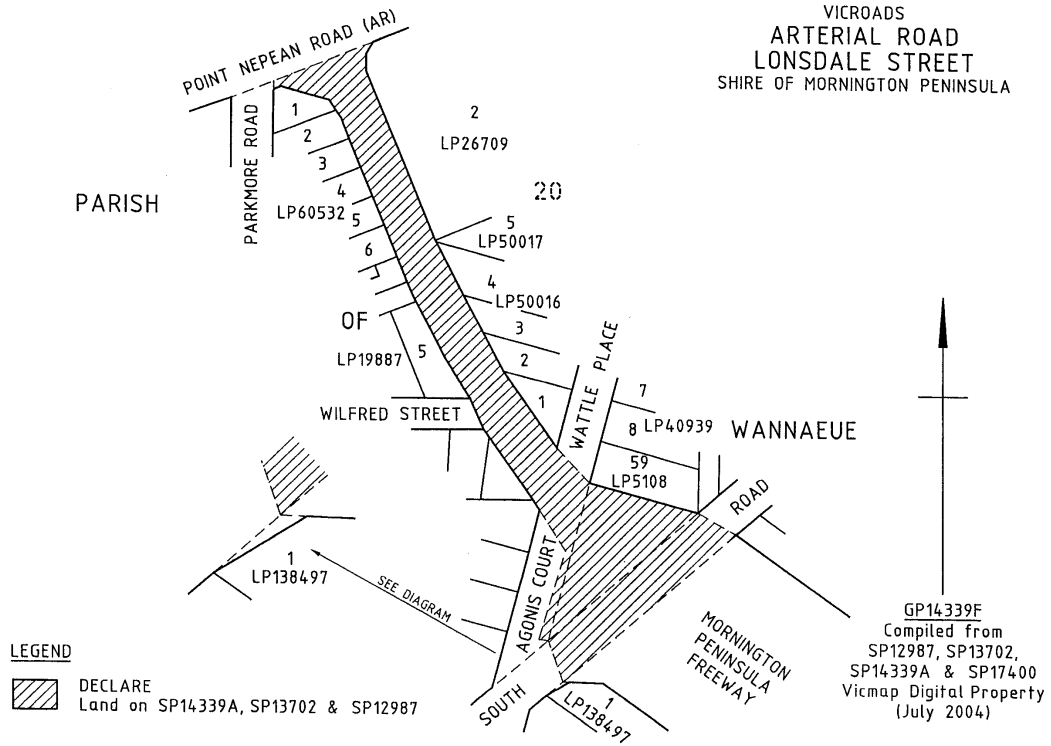 VICROADS
ARTERIAL ROAD
LONSDALE STREET
SHIRE OF MORNINGTON PENINSULA
POINT NEPEAN ROAD (AR)
PARKMORE ROAD
1
2
3
4
LP60532
5
6
2
LP26709
20
PARISH
5
LP50017
4
LP50016
3
2
1
OF
LP19887
5
WILFRED STREET
WATTLE PLACE
7
8
LP40939
WANNAEUE
59
LP5108
ROAD
1
LP138497
SEE DIAGRAM
AGONIS COURT
SOUTH
MORNINGTON
PENINSULA
FREEWAY
1
LP138497
GP14339F
Compiled from
SP12987, SP13702,
SP14339A & SP17400
Vicmap Digital Property
(July 2004)
LEGEND
DECLARE
Land on SP14339A, SP13702 & SP12987